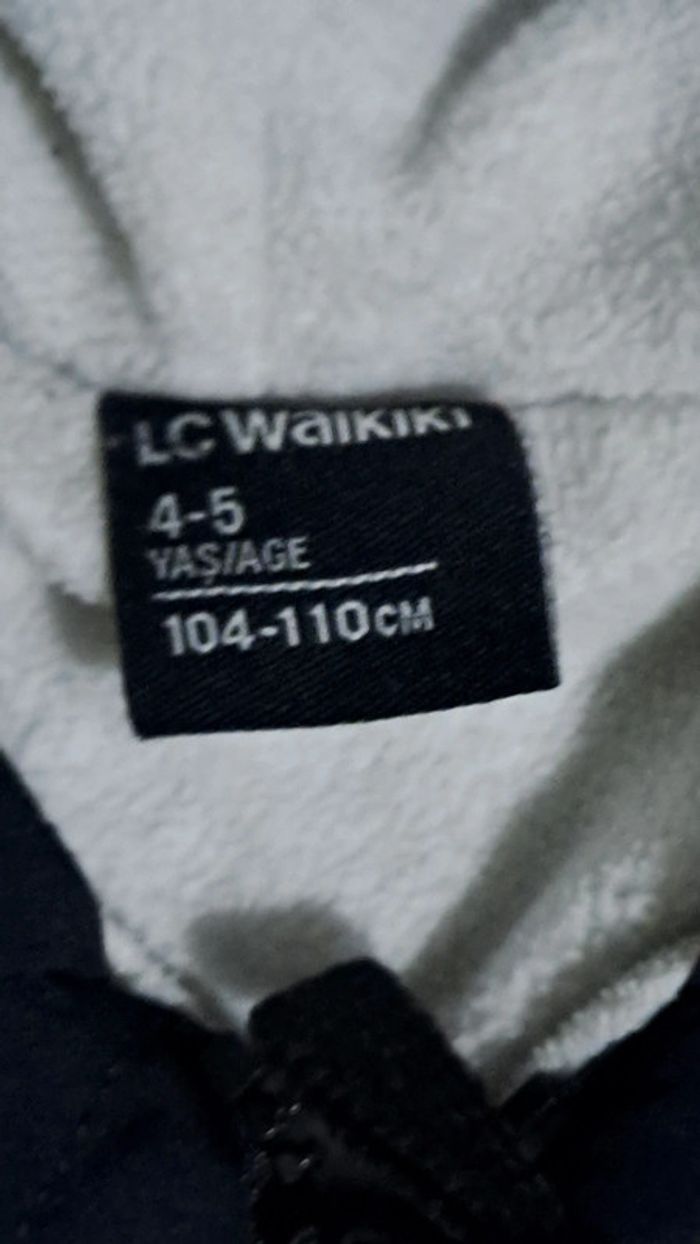 LC Waikiki
4-5
YAŞ/AGE
104-110CM